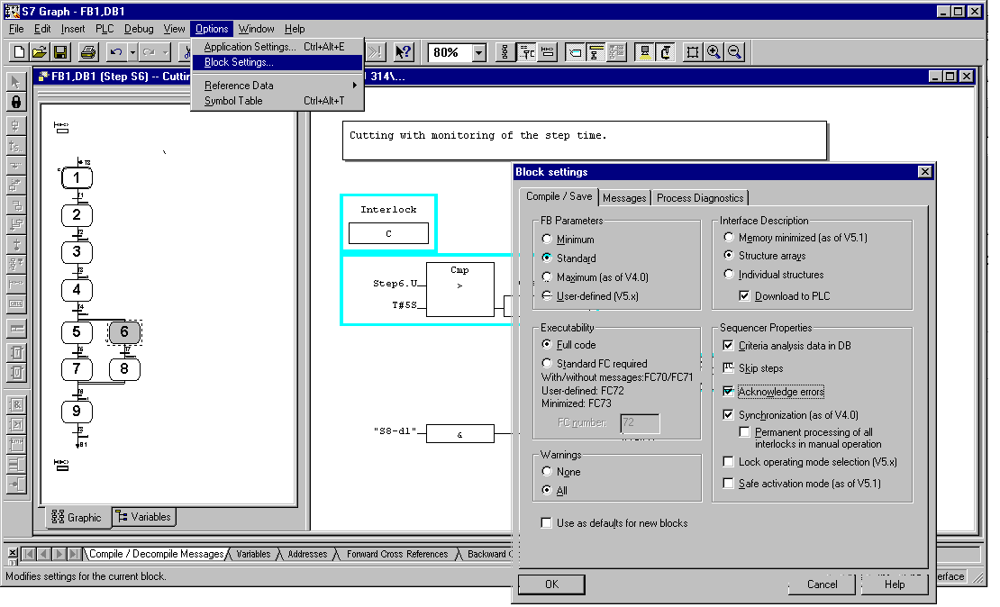 S7 Graph - FB1,DB1
File Edit Insert PLC Debug View Options Window Help
Application Settings... Ctrl+Alt+E
Block Settings...
Reference Data
Symbol Table Ctrl+Alt+T
80%
FB1,DB1 (Step S6) -- Cuttin
314\...
1
2
3
4
5 6
7 8
9
Graphic Variables
Cutting with monitoring of the step time.
Interlock
C
Cmp
>
Step6.U
T#5S
"S8-dl"
&
Block settings
Compile / Save Messages Process Diagnostics
FB Parameters
Minimum
Standard
Maximum (as of V4.0)
User-defined (V5.x)
Executability
Full code
Standard FC required
With/without messages:FC70/FC71
User-defined: FC72
Minimized: FC73
FC number: 72
Warnings
None
All
Use as defaults for new blocks
Interface Description
Memory minimized (as of V5.1)
Structure arrays
Individual structures
Download to PLC
Sequencer Properties
Criteria analysis data in DB
Skip steps
Acknowledge errors
Synchronization (as of V4.0)
Permanent processing of all
interlocks in manual operation
Lock operating mode selection (V5.x)
Safe activation mode (as of V5.1)
OK Cancel Help
Compile / Decompile Messages Variables Addresses Forward Cross References Backward C
Modifies settings for the current block.
erface